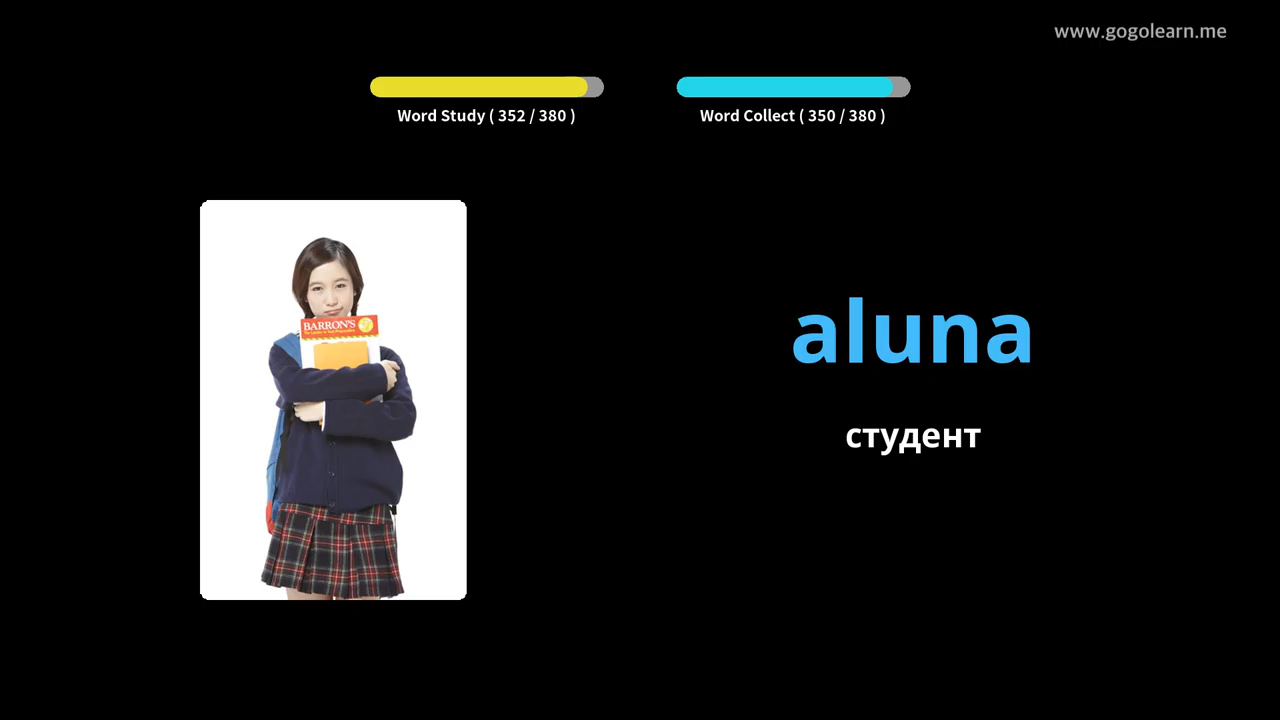 www.gogolearn.me
Word Study ( 352 / 380 )
Word Collect ( 350 / 380 )
BARRON'S
aluna
студент